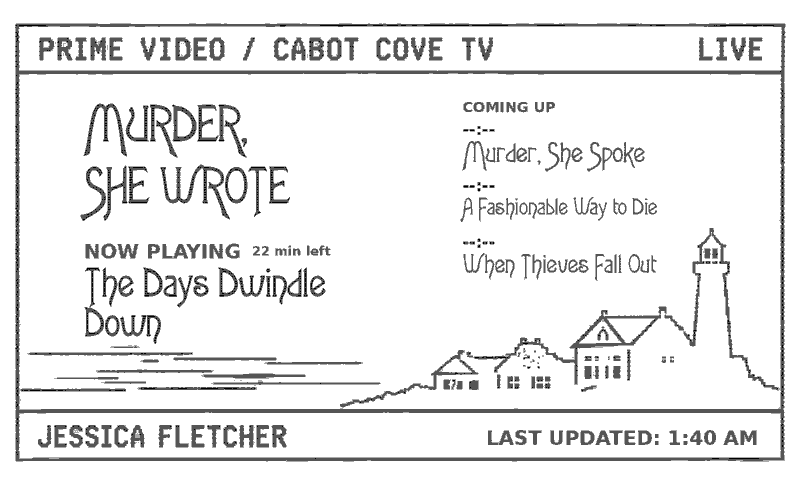 PRIME VIDEO / CABOT COVE TV
LIVE
MURDER,
SHE WROTE
NOW PLAYING 22 min left
The Days Dwindle
Down
COMING UP
--:--
Murder, She Spoke
--:--
A Fashionable Way to Die
--:--
When Thieves Fall Out
JESSICA FLETCHER
LAST UPDATED: 1:40 AM